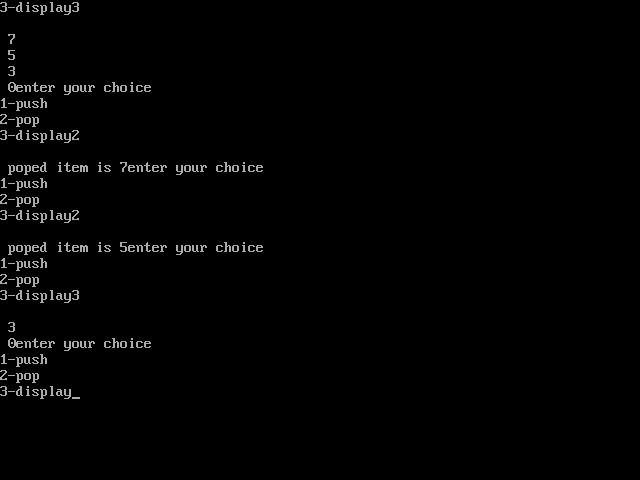 3-display3
7
5
3
0enter your choice
1-push
2-pop
3-display2
poped item is 7enter your choice
1-push
2-pop
3-display2
poped item is 5enter your choice
1-push
2-pop
3-display3
3
0enter your choice
1-push
2-pop
3-display_